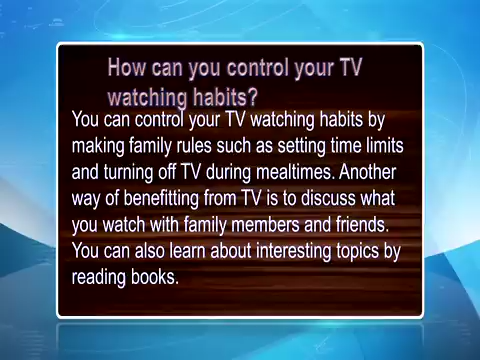 How can you control your TV
watching habits?
You can control your TV watching habits by
making family rules such as setting time limits
and turning off TV during mealtimes. Another
way of benefitting from TV is to discuss what
you watch with family members and friends.
You can also learn about interesting topics by
reading books.